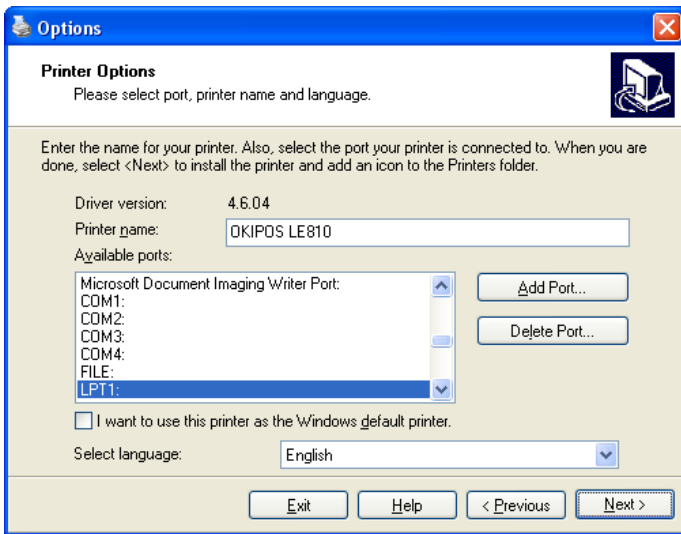 Options
Printer Options
Please select port, printer name and language.
Enter the name for your printer. Also, select the port your printer is connected to. When you are
done, select <Next> to install the printer and add an icon to the Printers folder.
Driver version: 4.6.04
Printer name: OKIPOS LE810
Available ports:
Microsoft Document Imaging Writer Port:
COM1:
COM2:
COM3:
COM4:
FILE:
LPT1:
Add Port...
Delete Port...
I want to use this printer as the Windows default printer.
Select language: English
Exit Help < Previous Next >